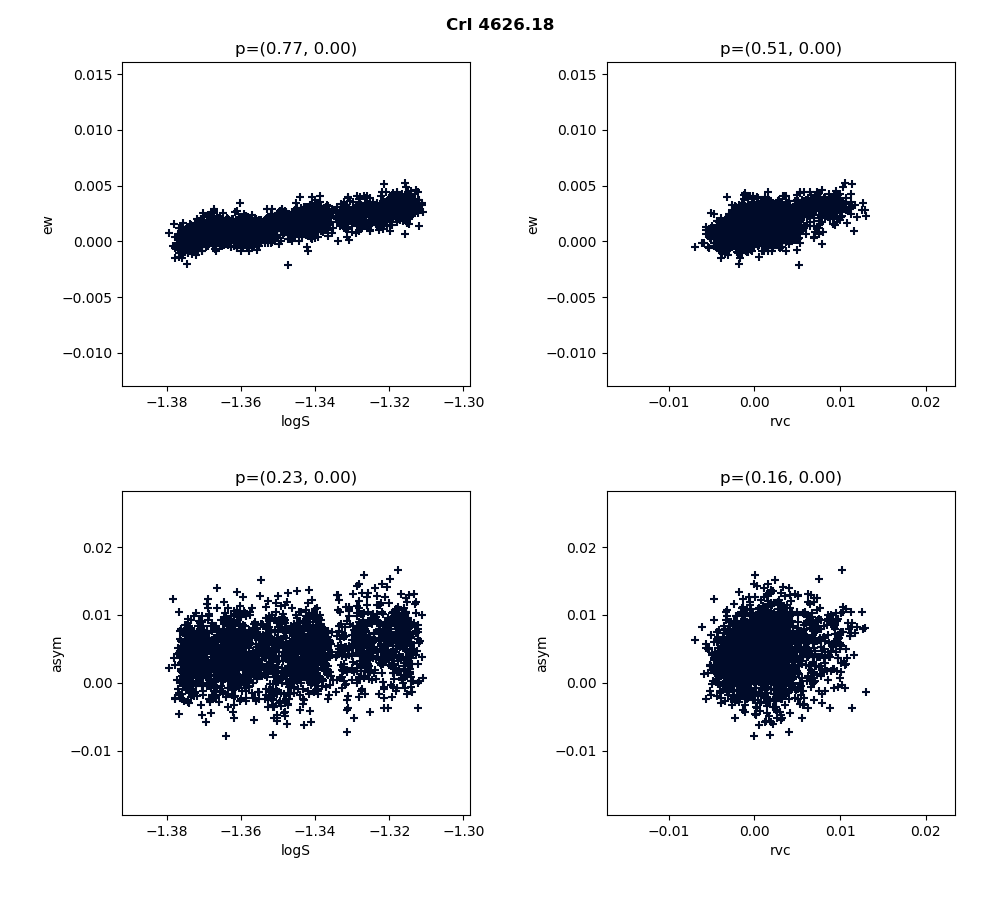 CrI 4626.18
p=(0.77, 0.00)
0.015
0.010
0.005
0.000
−0.005
−0.010
ew
−1.38 −1.36 −1.34 −1.32 −1.30
logS
p=(0.51, 0.00)
0.015
0.010
0.005
0.000
−0.005
−0.010
ew
−0.01 0.00 0.01 0.02
rvc
p=(0.23, 0.00)
0.02
0.01
0.00
−0.01
asym
−1.38 −1.36 −1.34 −1.32 −1.30
logS
p=(0.16, 0.00)
0.02
0.01
0.00
−0.01
asym
−0.01 0.00 0.01 0.02
rvc